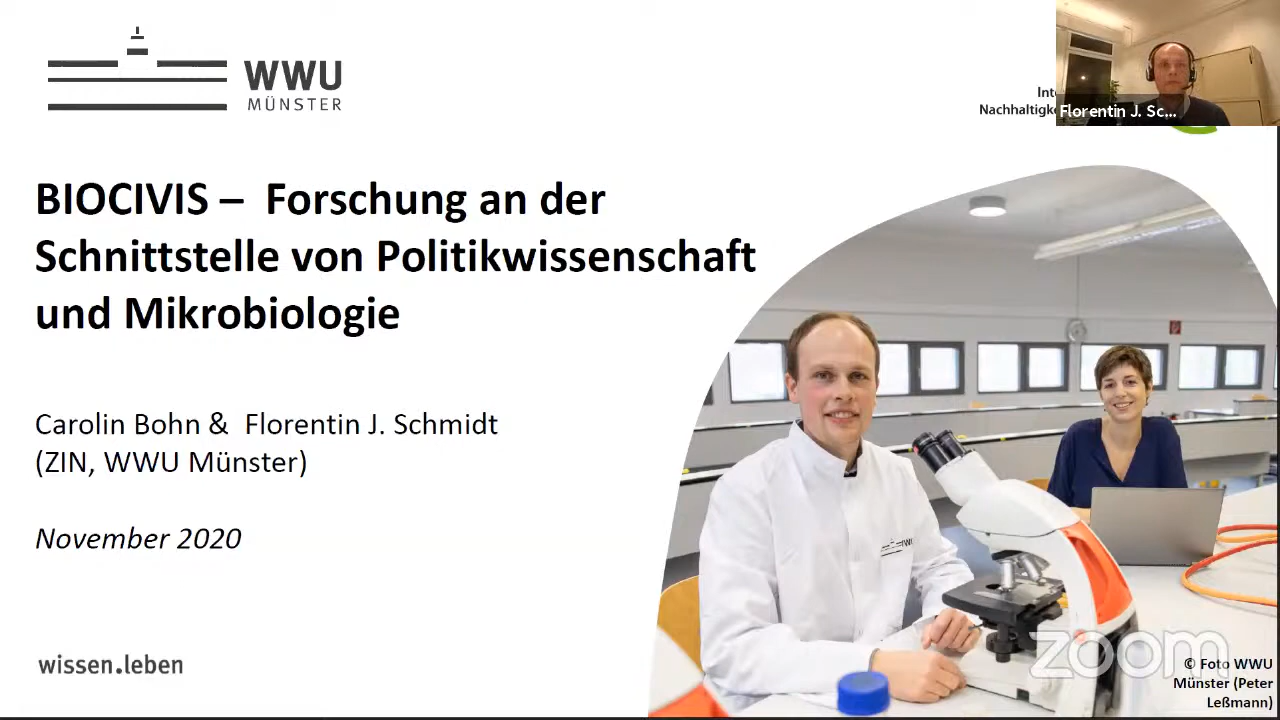 WWU
MÜNSTER
Florentin J. Sc...
BIOCIVIS – Forschung an der
Schnittstelle von Politikwissenschaft
und Mikrobiologie
Carolin Bohn & Florentin J. Schmidt
(ZIN, WWU Münster)
November 2020
wissen.leben
WWU
zoom
© Foto WWU
Münster (Peter
Leßmann)